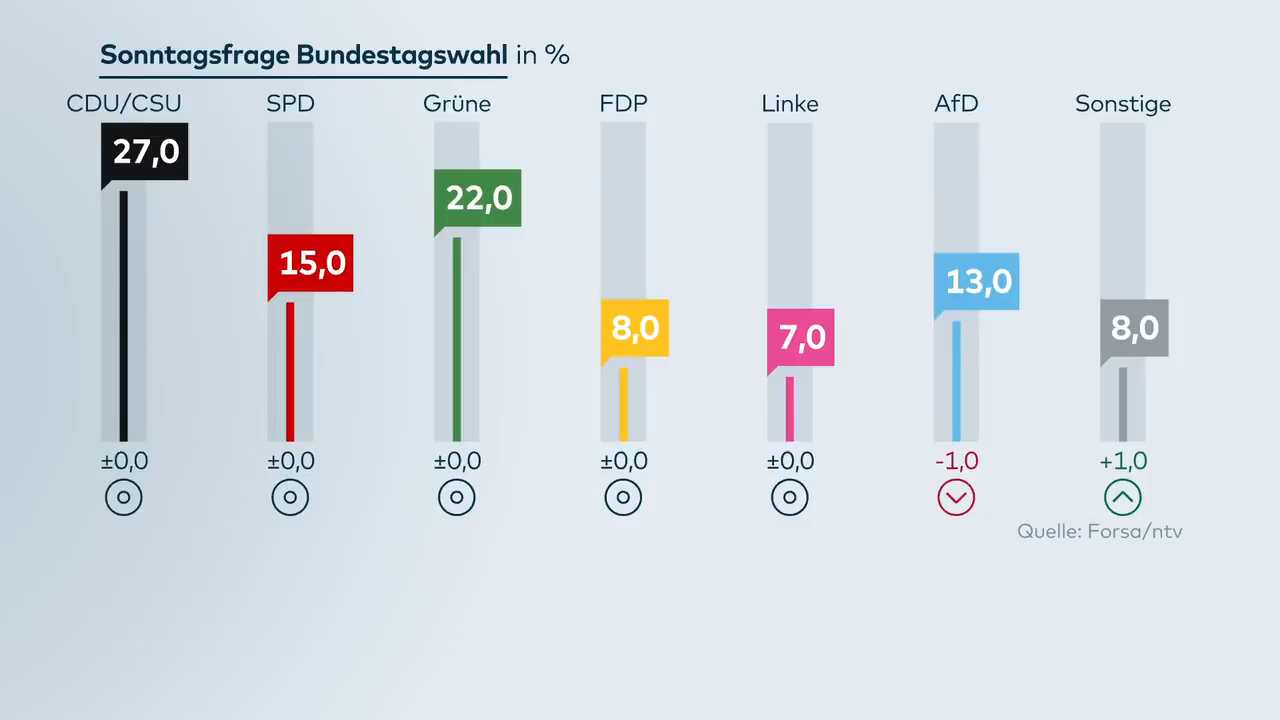 Sonntagsfrage Bundestagswahl in %
CDU/CSU SPD Grüne FDP Linke AfD Sonstige
27,0 15,0 22,0 8,0 7,0 13,0 8,0
±0,0 ±0,0 ±0,0 ±0,0 ±0,0 -1,0 +1,0
Quelle: Forsa/ntv